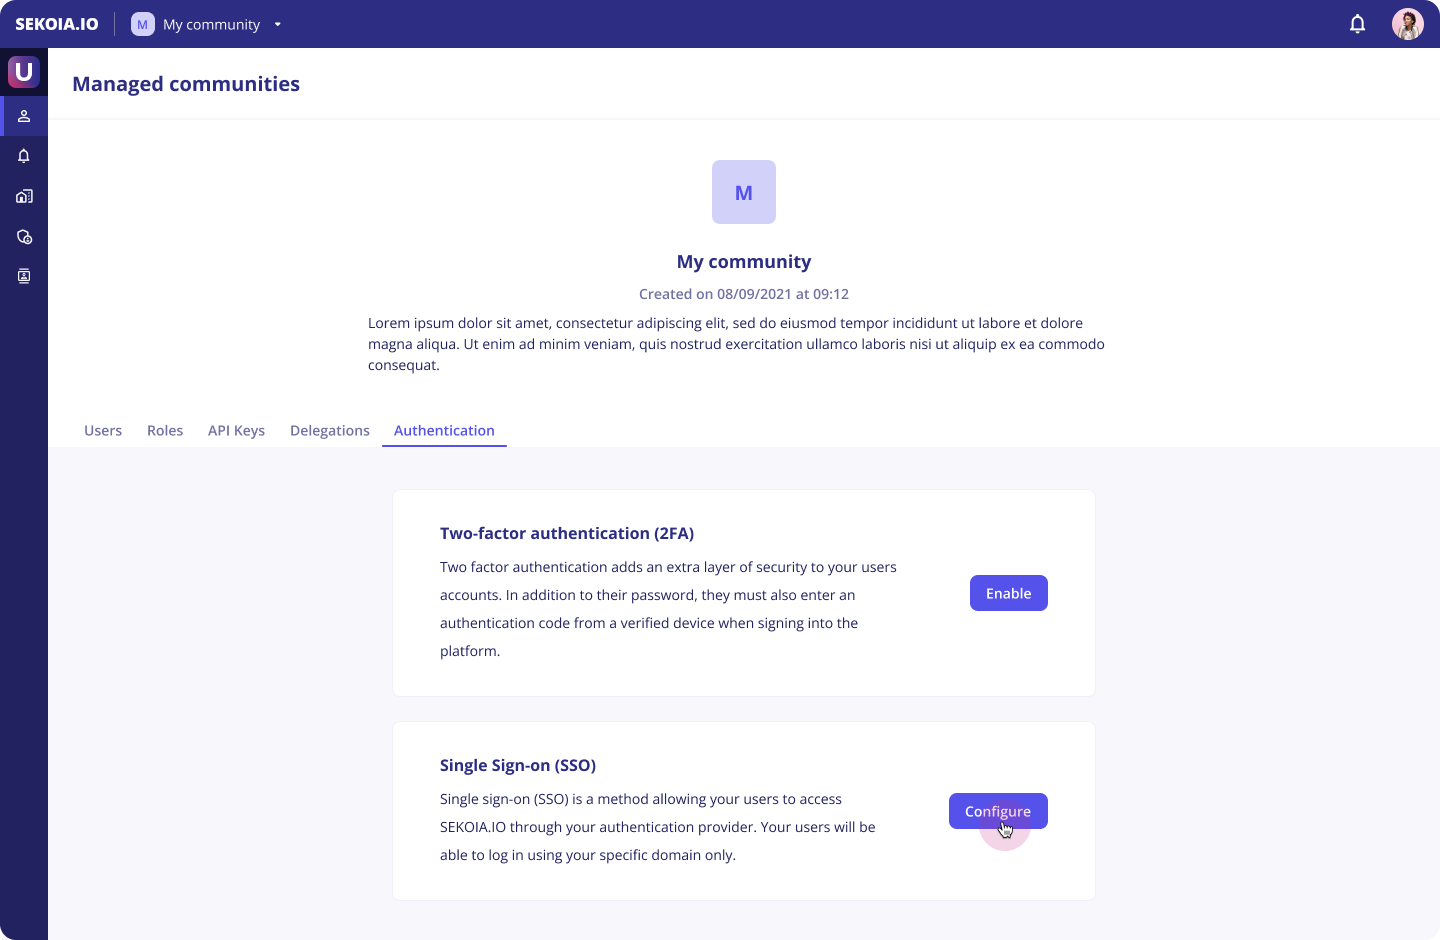 SEKOIA.IO
M
My community
U
Managed communities
M
My community
Created on 08/09/2021 at 09:12
Lorem ipsum dolor sit amet, consectetur adipiscing elit, sed do eiusmod tempor incididunt ut labore et dolore
magna aliqua. Ut enim ad minim veniam, quis nostrud exercitation ullamco laboris nisi ut aliquip ex ea commodo
consequat.
Users
Roles
API Keys
Delegations
Authentication
Two-factor authentication (2FA)
Two factor authentication adds an extra layer of security to your users
accounts. In addition to their password, they must also enter an
authentication code from a verified device when signing into the
platform.
Enable
Single Sign-on (SSO)
Single sign-on (SSO) is a method allowing your users to access
SEKOIA.IO through your authentication provider. Your users will be
able to log in using your specific domain only.
Configure